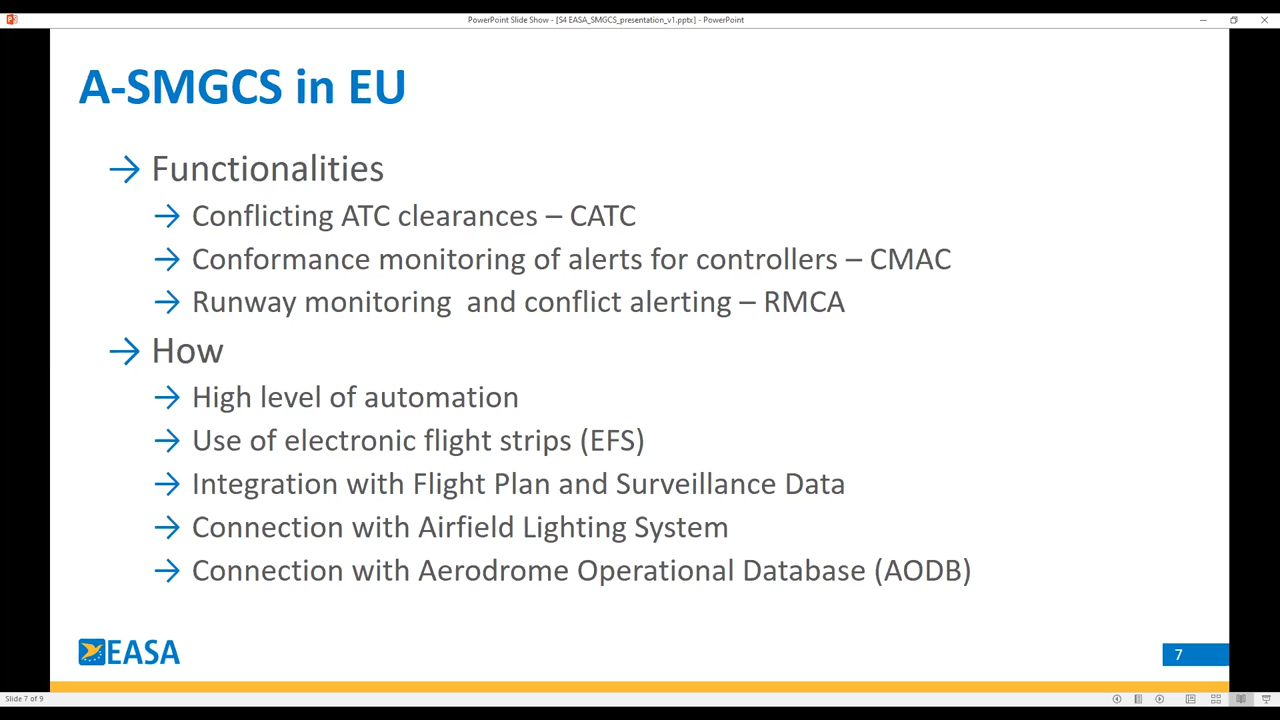 PowerPoint Slide Show - [S4 EASA_SMGCS_presentation_v1.pptx] - PowerPoint
A-SMGCS in EU
→ Functionalities
→ Conflicting ATC clearances – CATC
→ Conformance monitoring of alerts for controllers – CMAC
→ Runway monitoring  and conflict alerting – RMCA
→ How
→ High level of automation
→ Use of electronic flight strips (EFS)
→ Integration with Flight Plan and Surveillance Data
→ Connection with Airfield Lighting System
→ Connection with Aerodrome Operational Database (AODB)
EASA
7
Slide 7 of 9